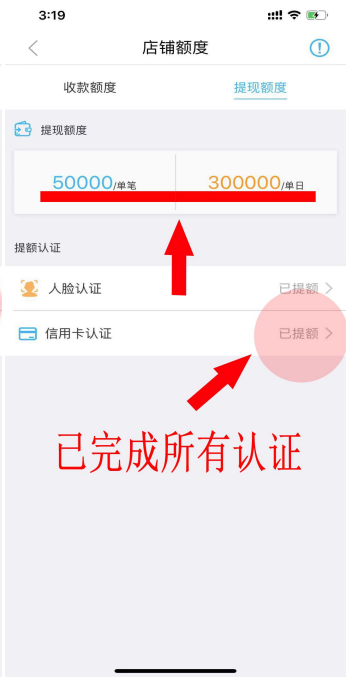 3:19
店铺额度
收款额度 提现额度
提现额度
50000/单笔 300000/单日
提额认证
人脸认证 已提额
信用卡认证 已提额
已完成所有认证